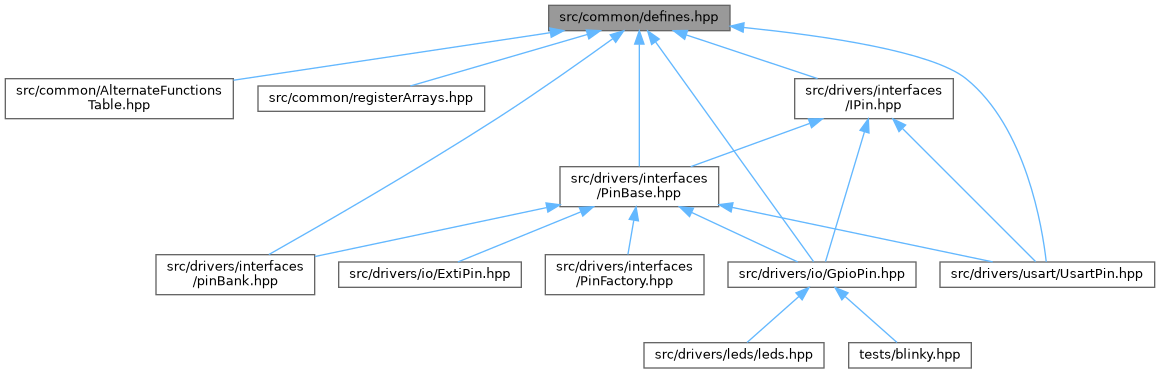 src/common/defines.hpp
src/common/AlternateFunctions
Table.hpp
src/common/registerArrays.hpp
src/drivers/interfaces
/IPin.hpp
src/drivers/interfaces
/PinBase.hpp
src/drivers/interfaces
/pinBank.hpp
src/drivers/io/ExtiPin.hpp
src/drivers/interfaces
/PinFactory.hpp
src/drivers/io/GpioPin.hpp
src/drivers/usart/UsartPin.hpp
src/drivers/leds/leds.hpp
tests/blinky.hpp